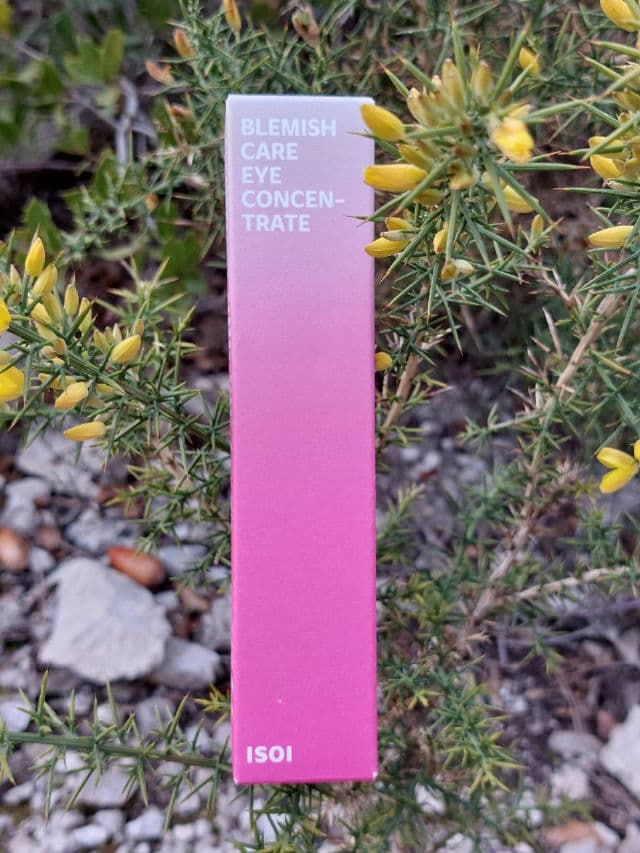 BLEMISH
CARE
EYE
CONCEN-
TRATE
ISOI